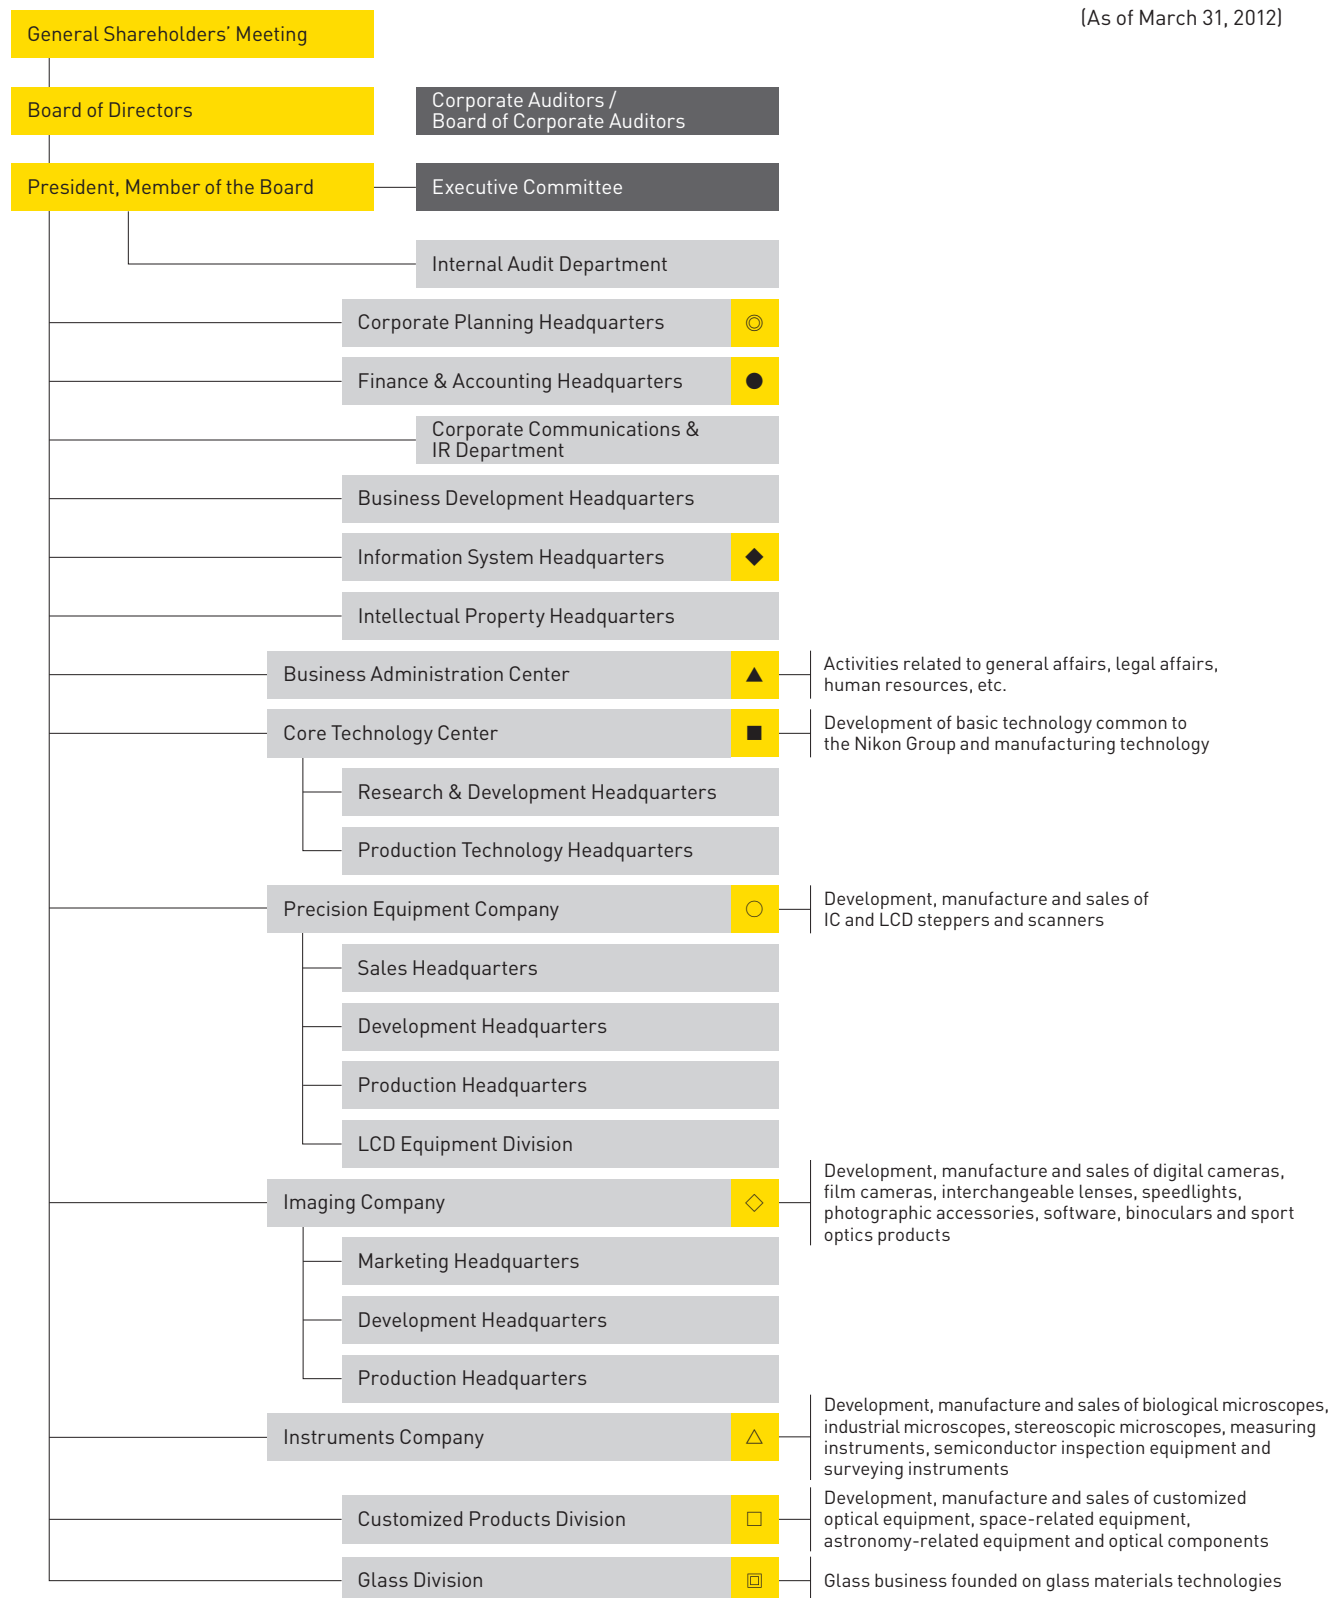 (As of March 31, 2012)
General Shareholders’ Meeting
Board of Directors
Corporate Auditors /
Board of Corporate Auditors
President, Member of the Board
Executive Committee
Internal Audit Department
Corporate Planning Headquarters ◎
Finance & Accounting Headquarters ●
Corporate Communications &
IR Department
Business Development Headquarters
Information System Headquarters ◆
Intellectual Property Headquarters
Business Administration Center ▲
Activities related to general affairs, legal affairs,
human resources, etc.
Core Technology Center ■
Development of basic technology common to
the Nikon Group and manufacturing technology
Research & Development Headquarters
Production Technology Headquarters
Precision Equipment Company ○
Development, manufacture and sales of
IC and LCD steppers and scanners
Sales Headquarters
Development Headquarters
Production Headquarters
LCD Equipment Division
Imaging Company ◇
Development, manufacture and sales of digital cameras,
film cameras, interchangeable lenses, speedlights,
photographic accessories, software, binoculars and sport
optics products
Marketing Headquarters
Development Headquarters
Production Headquarters
Instruments Company △
Development, manufacture and sales of biological microscopes,
industrial microscopes, stereoscopic microscopes, measuring
instruments, semiconductor inspection equipment and
surveying instruments
Customized Products Division □
Development, manufacture and sales of customized
optical equipment, space-related equipment,
astronomy-related equipment and optical components
Glass Division 回
Glass business founded on glass materials technologies